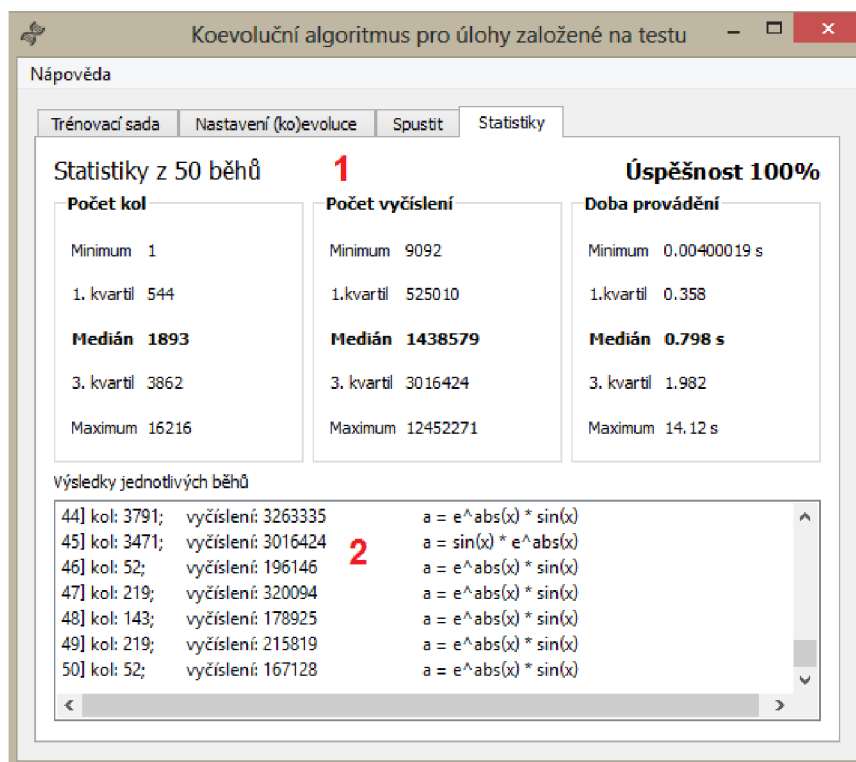 Koevoluční algoritmus pro úlohy založené na testu
Nápověda
Trénovací sada Nastavení (ko)evoluce Spustit Statistiky
Statistiky z 50 běhů 1 Úspěšnost 100%
Počet kol
Minimum 1
1. kvartil 544
Medián 1893
3. kvartil 3862
Maximum 16216
Počet vyčíslení
Minimum 9092
1.kvartil 525010
Medián 1438579
3. kvartil 3016424
Maximum 12452271
Doba provádění
Minimum 0.00400019 s
1.kvartil 0.358
Medián 0.798 s
3. kvartil 1.982
Maximum 14.12 s
Výsledky jednotlivých běhů
44] kol: 3791; vyčíslení: 3263335 a = e^abs(x) * sin(x)
45] kol: 3471; vyčíslení: 3016424 a = sin(x) * e^abs(x)
2
46] kol: 52; vyčíslení: 196146 a = e^abs(x) * sin(x)
47] kol: 219; vyčíslení: 320094 a = e^abs(x) * sin(x)
48] kol: 143; vyčíslení: 178925 a = e^abs(x) * sin(x)
49] kol: 219; vyčíslení: 215819 a = e^abs(x) * sin(x)
50] kol: 52; vyčíslení: 167128 a = e^abs(x) * sin(x)